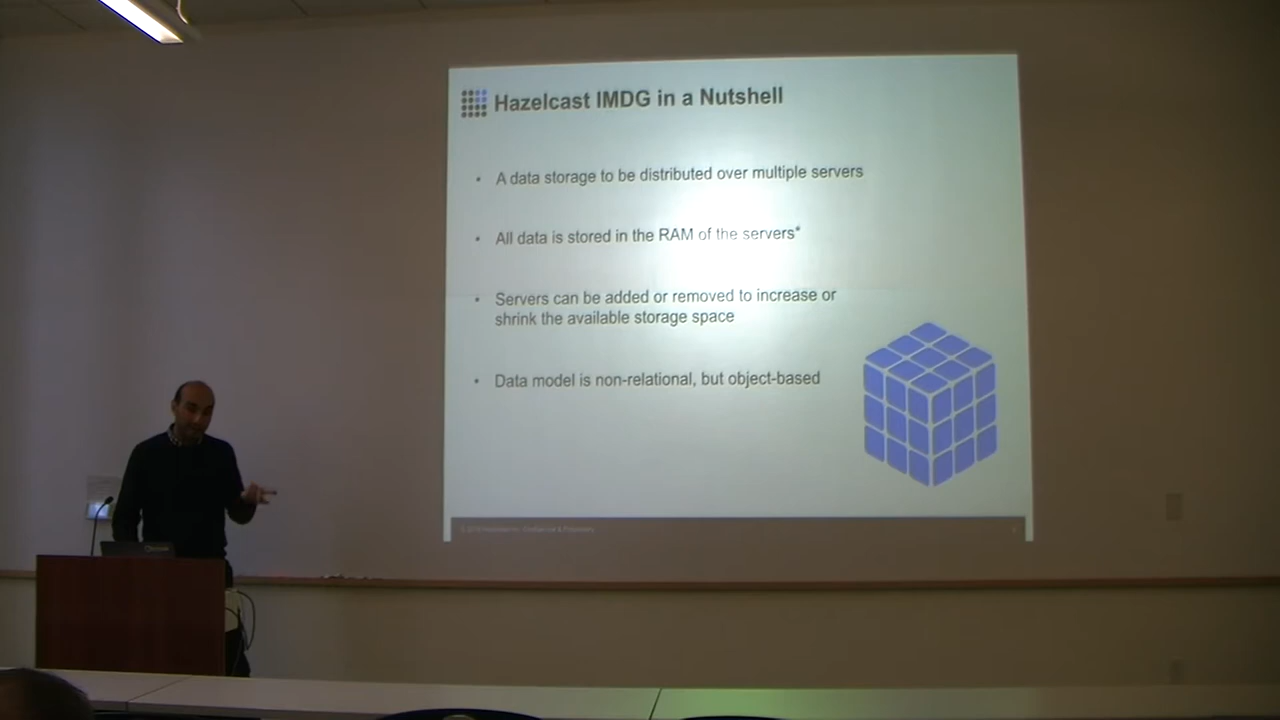 Hazelcast IMDG in a Nutshell
• A data storage to be distributed over multiple servers
• All data is stored in the RAM of the servers*
• Servers can be added or removed to increase or
shrink the available storage space
• Data model is non-relational, but object-based